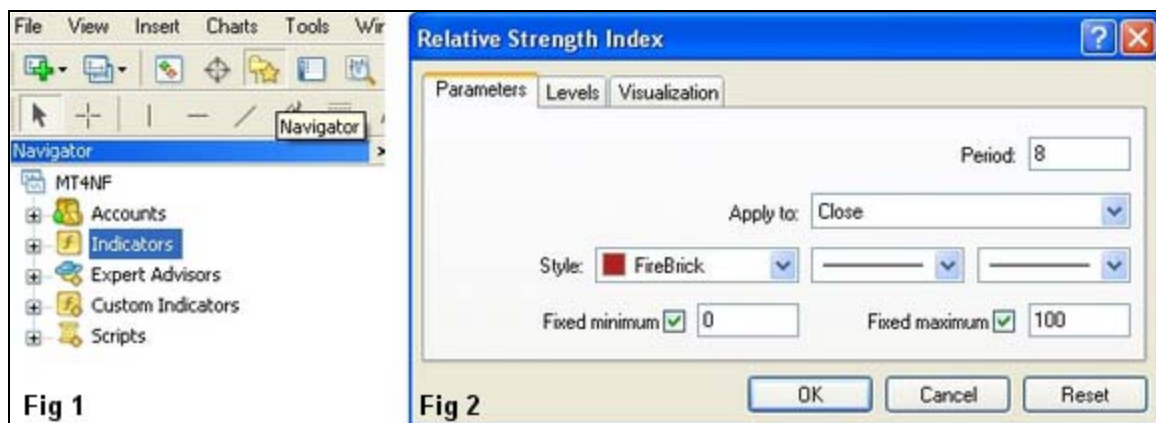 File View Insert Charts Tools Wir
Navigator
Navigator
MT4NF
Accounts
Indicators
Expert Advisors
Custom Indicators
Scripts
Fig 1
Relative Strength Index
Parameters Levels Visualization
Period: 8
Apply to: Close
Style: FireBrick
Fixed minimum 0 Fixed maximum 100
OK Cancel Reset
Fig 2